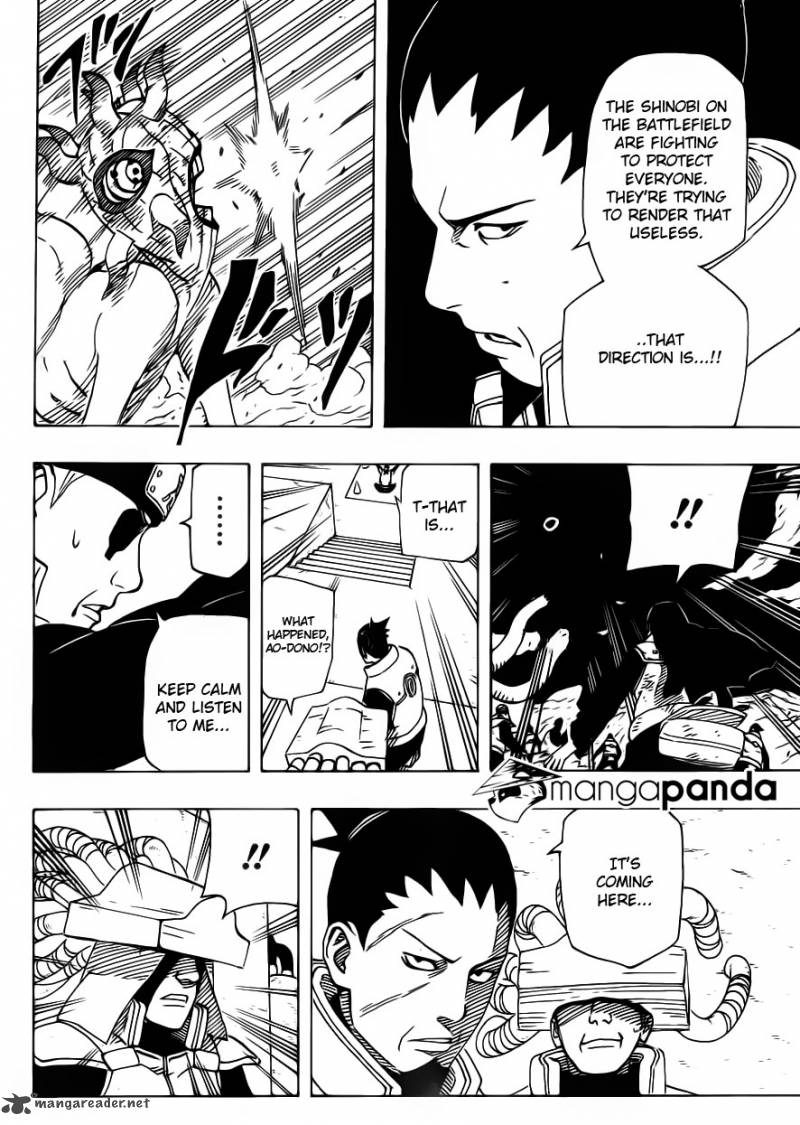 THE SHINOBI ON
THE BATTLEFIELD
ARE FIGHTING
TO PROTECT
EVERYONE.
THEY'RE TRYING
TO RENDER THAT
USELESS.
..THAT
DIRECTION IS...!!
!!
T-THAT
IS...
WHAT
HAPPENED,
AO-DONO!?
......
KEEP CALM
AND LISTEN
TO ME...
mangapanda
IT'S
COMING
HERE...
!!
mangareader.net